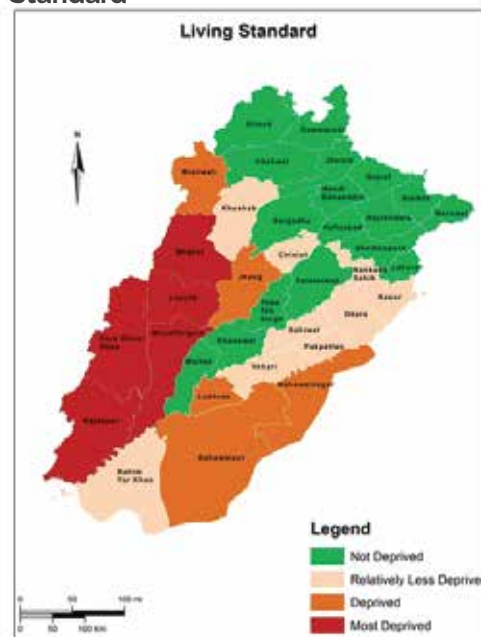 Standard
Living Standard
N
Attock
Rawalpindi
Chakwal
Jhelum
Gujrat
Mianwali
Khushab
Mandi
Bahauddin
Sialkot
Narowal
Sargodha
Hafizabad
Gujranwala
Sheikhupura
Bhakkar
Chiniot
Nankana
Sahib
Lahore
Jhang
Faisalabad
Kasur
Layyah
Toba
Tek
Singh
Okara
Sahiwal
Muzaffargarh
Khanewal
Pakpattan
Dera Ghazi
Khan
Multan
Vehari
Bahawalnagar
Lodhran
Rajanpur
Bahawalpur
Rahim
Yar Khan
Legend
Not Deprived
Relatively Less Deprive
Deprived
Most Deprived